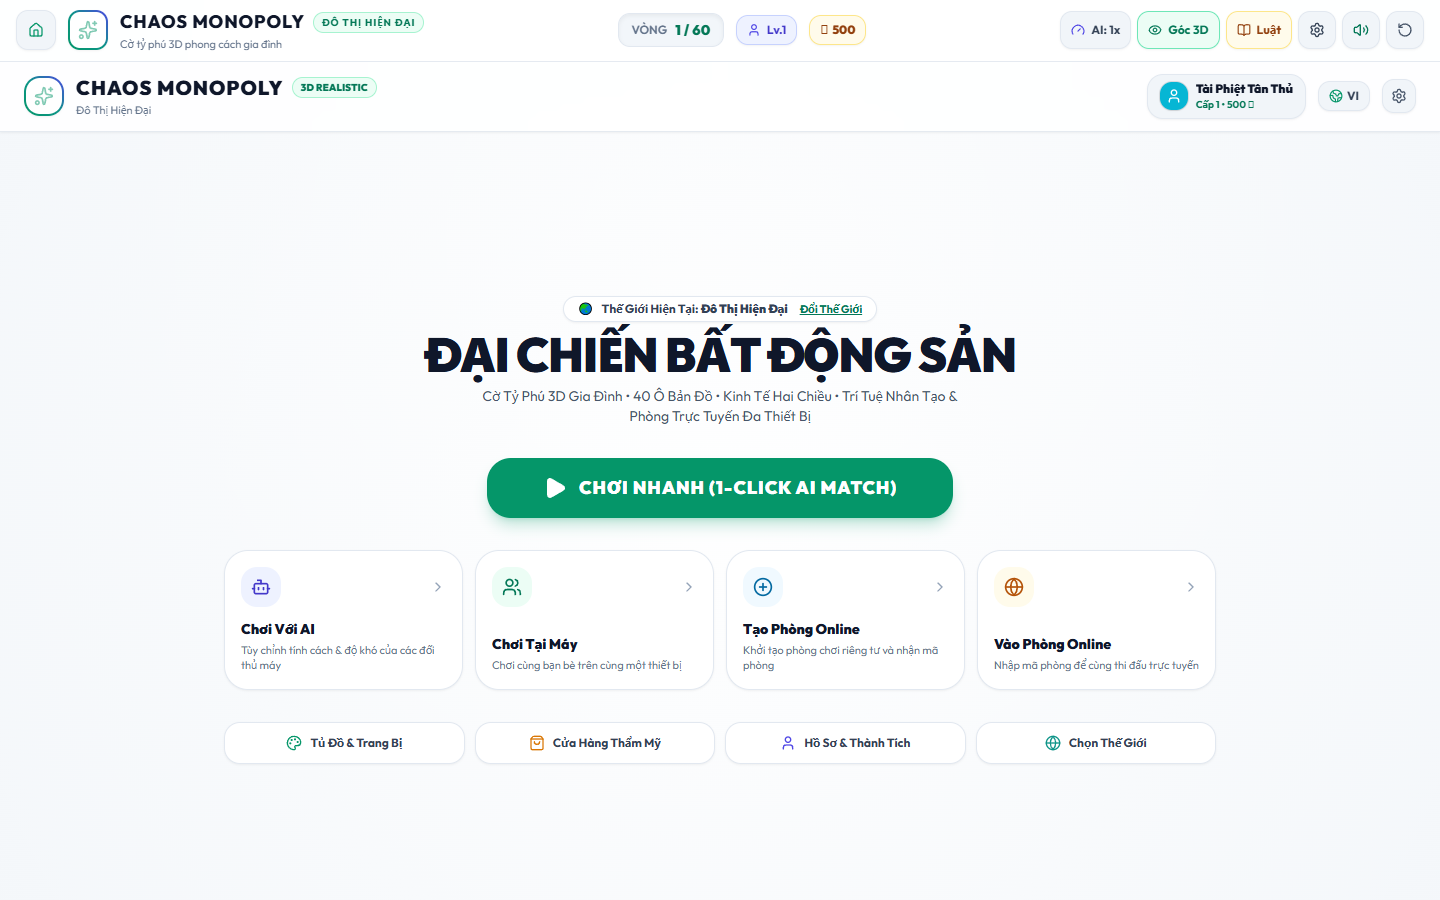 CHAOS MONOPOLY ĐÔ THỊ HIỆN ĐẠI
Cờ tỷ phú 3D phong cách gia đình
VÒNG 1 / 60
Lv.1
500
AI: 1x
Góc 3D
Luật
CHAOS MONOPOLY 3D REALISTIC
Đô Thị Hiện Đại
Tài Phiệt Tân Thủ
Cấp 1 • 500
VI
Thế Giới Hiện Tại: Đô Thị Hiện Đại Đổi Thế Giới
ĐẠI CHIẾN BẤT ĐỘNG SẢN
Cờ Tỷ Phú 3D Gia Đình • 40 Ô Bản Đồ • Kinh Tế Hai Chiều • Trí Tuệ Nhân Tạo &
Phòng Trực Tuyến Đa Thiết Bị
CHƠI NHANH (1-CLICK AI MATCH)
Chơi Với AI
Tùy chỉnh tính cách & độ khó của các đối
thủ máy
Chơi Tại Máy
Chơi cùng bạn bè trên cùng một thiết bị
Tạo Phòng Online
Khởi tạo phòng chơi riêng tư và nhận mã
phòng
Vào Phòng Online
Nhập mã phòng để cùng thi đấu trực tuyến
Tủ Đồ & Trang Bị
Cửa Hàng Thẩm Mỹ
Hồ Sơ & Thành Tích
Chọn Thế Giới